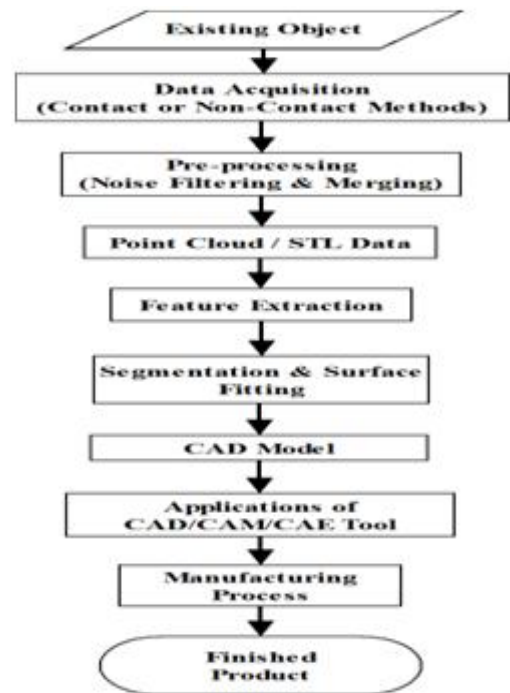 Existing Object
Data Acquisition
(Contact or Non-Contact Methods)
Pre-processing
(Noise Filtering & Merging)
Point Cloud / STL Data
Feature Extraction
Segmentation & Surface
Fitting
CAD Model
Applications of
CAD/CAM/CAE Tool
Manufacturing
Process
Finished
Product